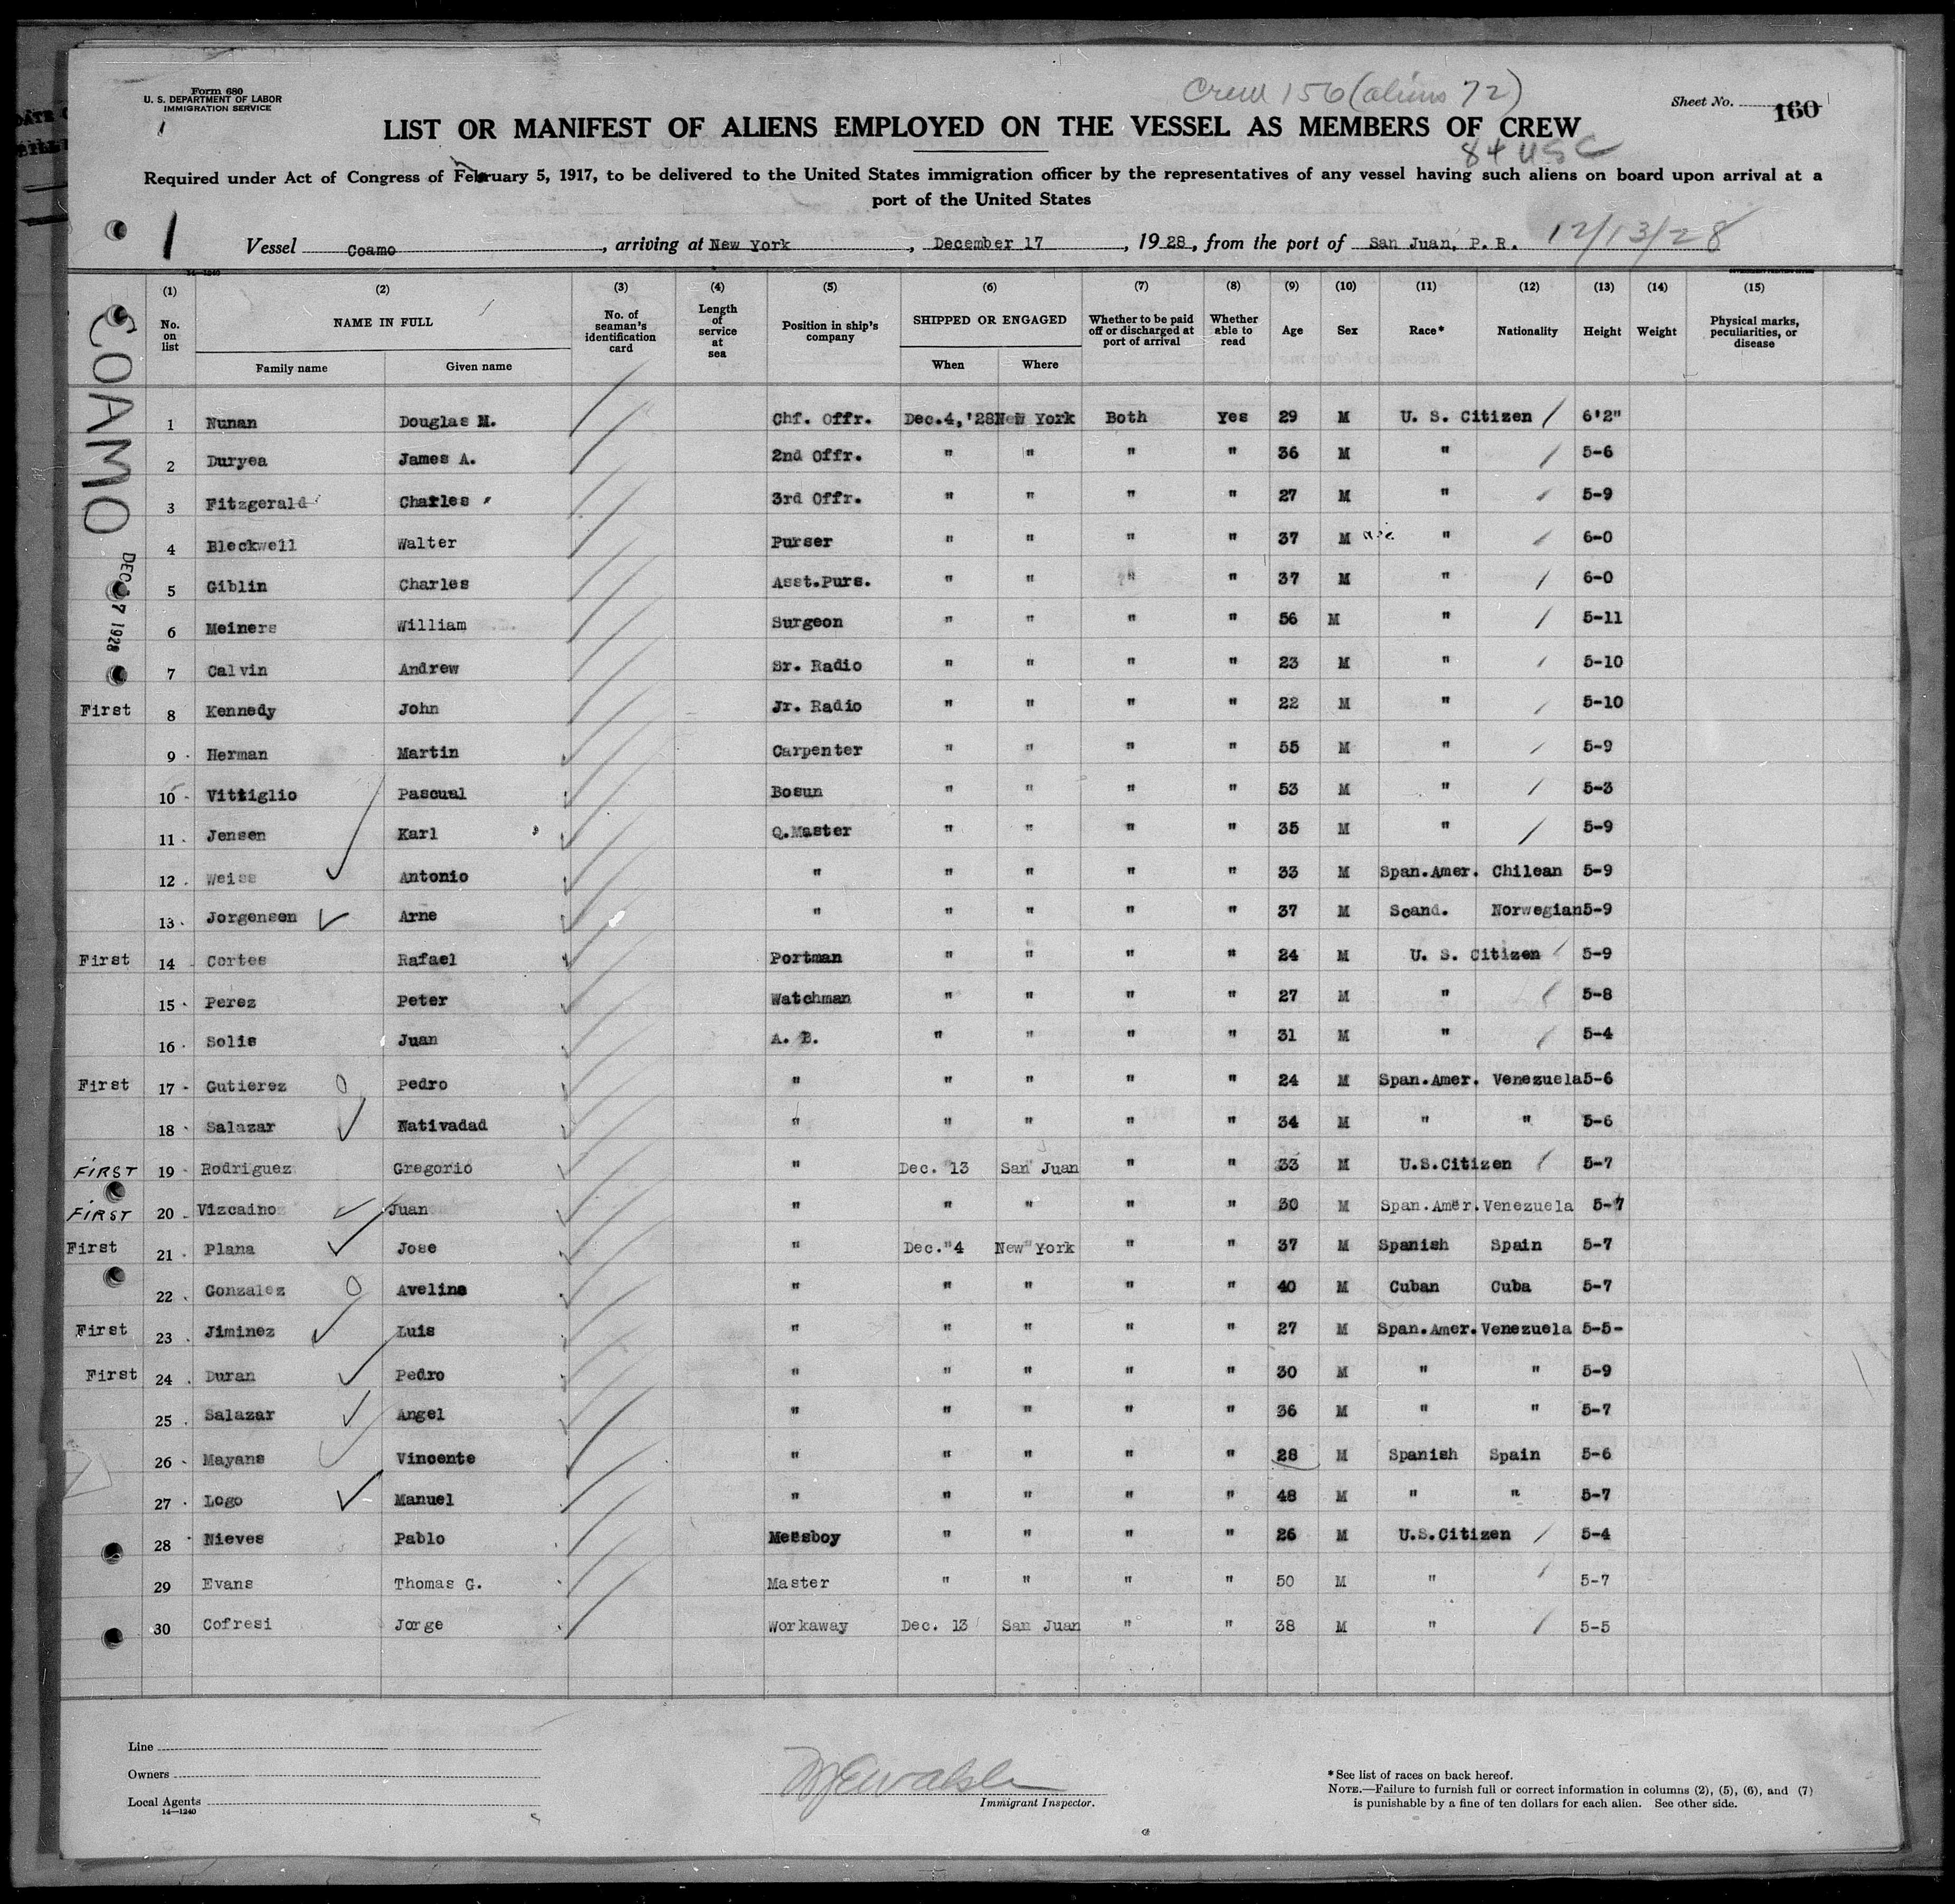 Form 680
U. S. DEPARTMENT OF LABOR
IMMIGRATION SERVICE
Crew 156 (aliens 72)
Sheet No. 160
LIST OR MANIFEST OF ALIENS EMPLOYED ON THE VESSEL AS MEMBERS OF CREW
84 USC
Required under Act of Congress of February 5, 1917, to be delivered to the United States immigration officer by the representatives of any vessel having such aliens on board upon arrival at a
port of the United States
1 Vessel Coamo, arriving at New York, December 17, 1928, from the port of San Juan, P. R. 12/13/28
14-1240
COAMO
DEC 17 1928
(1) (2) (3) (4) (5) (6) (7) (8) (9) (10) (11) (12) (13) (14) (15)
No. on list NAME IN FULL Family name Given name No. of seaman's identification card Length of service at sea Position in ship's company SHIPPED OR ENGAGED When Where Whether to be paid off or discharged at port of arrival Whether able to read Age Sex Race* Nationality Height Weight Physical marks, peculiarities, or disease
1 Nunan Douglas M. Chf. Offr. Dec.4,'28 New York Both Yes 29 M U. S. Citizen 6'2"
2 Duryea James A. 2nd Offr. " " " " 36 M " 5-6
3 Fitzgerald Charles 3rd Offr. " " " " 27 M " 5-9
4 Bleckwell Walter Purser " " " " 37 M " 6-0
5 Giblin Charles Asst.Purs. " " " " 37 M " 6-0
6 Meiners William Surgeon " " " " 56 M " 5-11
7 Calvin Andrew Sr. Radio " " " " 23 M " 5-10
First 8 Kennedy John Jr. Radio " " " " 22 M " 5-10
9 Herman Martin Carpenter " " " " 55 M " 5-9
10 Vittiglio Pascual Bosun " " " " 53 M " 5-3
11 Jensen Karl Q.Master " " " " 35 M " 5-9
12 Weiss Antonio " " " " " 33 M Span.Amer. Chilean 5-9
13 Jorgensen Arne " " " " " 37 M Scand. Norwegian 5-9
First 14 Cortes Rafael Portman " " " " 24 M U. S. Citizen 5-9
15 Perez Peter Watchman " " " " 27 M " 5-8
16 Solis Juan A. B. " " " " 31 M " 5-4
First 17 Gutierez Pedro " " " " " 24 M Span.Amer. Venezuela 5-6
18 Salazar Nativadad " " " " " 34 M " " 5-6
FIRST 19 Rodriguez Gregorio " Dec. 13 San Juan " " 33 M U.S.Citizen 5-7
FIRST 20 Vizcaino Juan " " " " " 30 M Span.Amer. Venezuela 5-7
First 21 Plana Jose " Dec. 4 New York " " 37 M Spanish Spain 5-7
22 Gonzalez Aveline " " " " " 40 M Cuban Cuba 5-7
First 23 Jiminez Luis " " " " " 27 M Span.Amer. Venezuela 5-5-
First 24 Duran Pedro " " " " " 30 M " " 5-9
25 Salazar Angel " " " " " 36 M " " 5-7
26 Mayans Vincente " " " " " 28 M Spanish Spain 5-6
27 Logo Manuel " " " " " 48 M " " 5-7
28 Nieves Pablo Messboy " " " " 26 M U.S.Citizen 5-4
29 Evans Thomas G. Master " " " " 50 M " 5-7
30 Cofresi Jorge Workaway Dec. 13 San Juan " " 38 M " 5-5
Line
Owners
Local Agents
14-1240
Immigrant Inspector.
*See list of races on back hereof.
NOTE.—Failure to furnish full or correct information in columns (2), (5), (6), and (7)
is punishable by a fine of ten dollars for each alien. See other side.